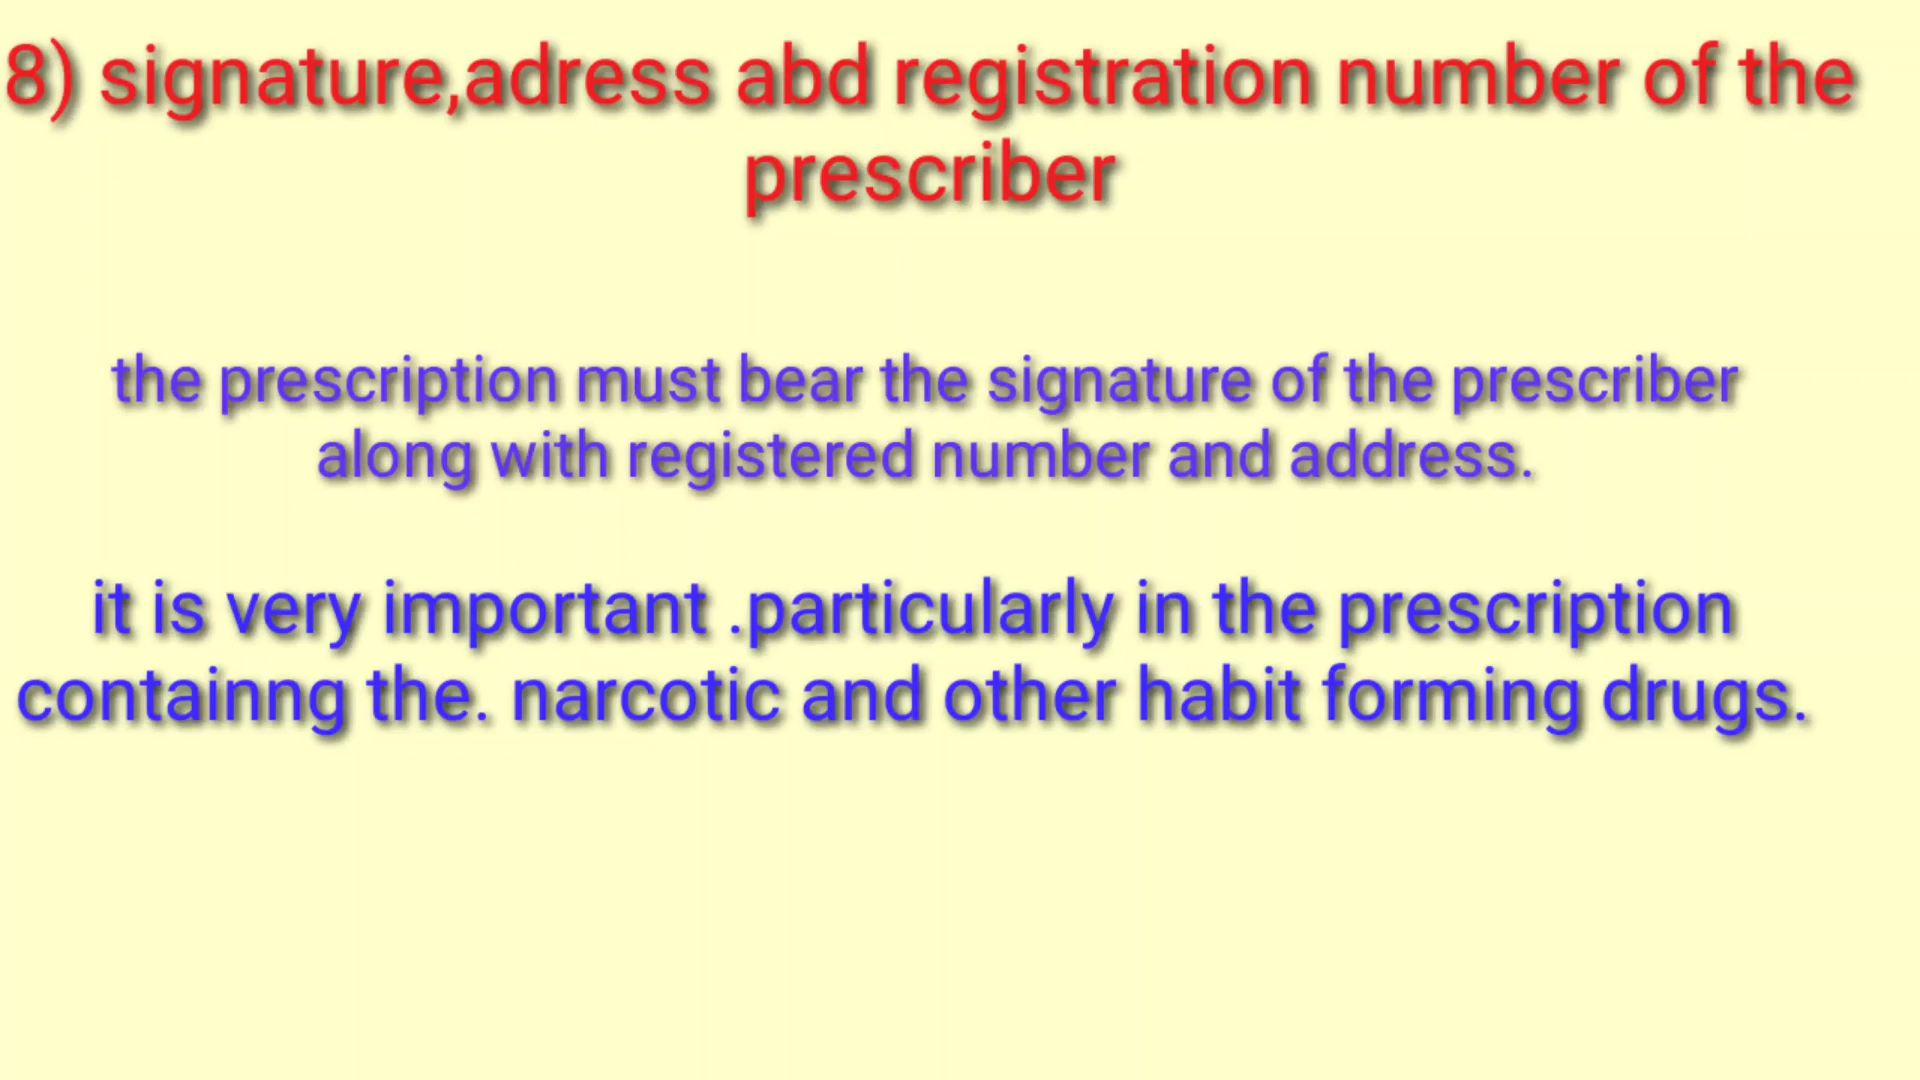 8) signature,adress abd registration number of the
prescriber
the prescription must bear the signature of the prescriber
along with registered number and address.
it is very important .particularly in the prescription
containng the. narcotic and other habit forming drugs.